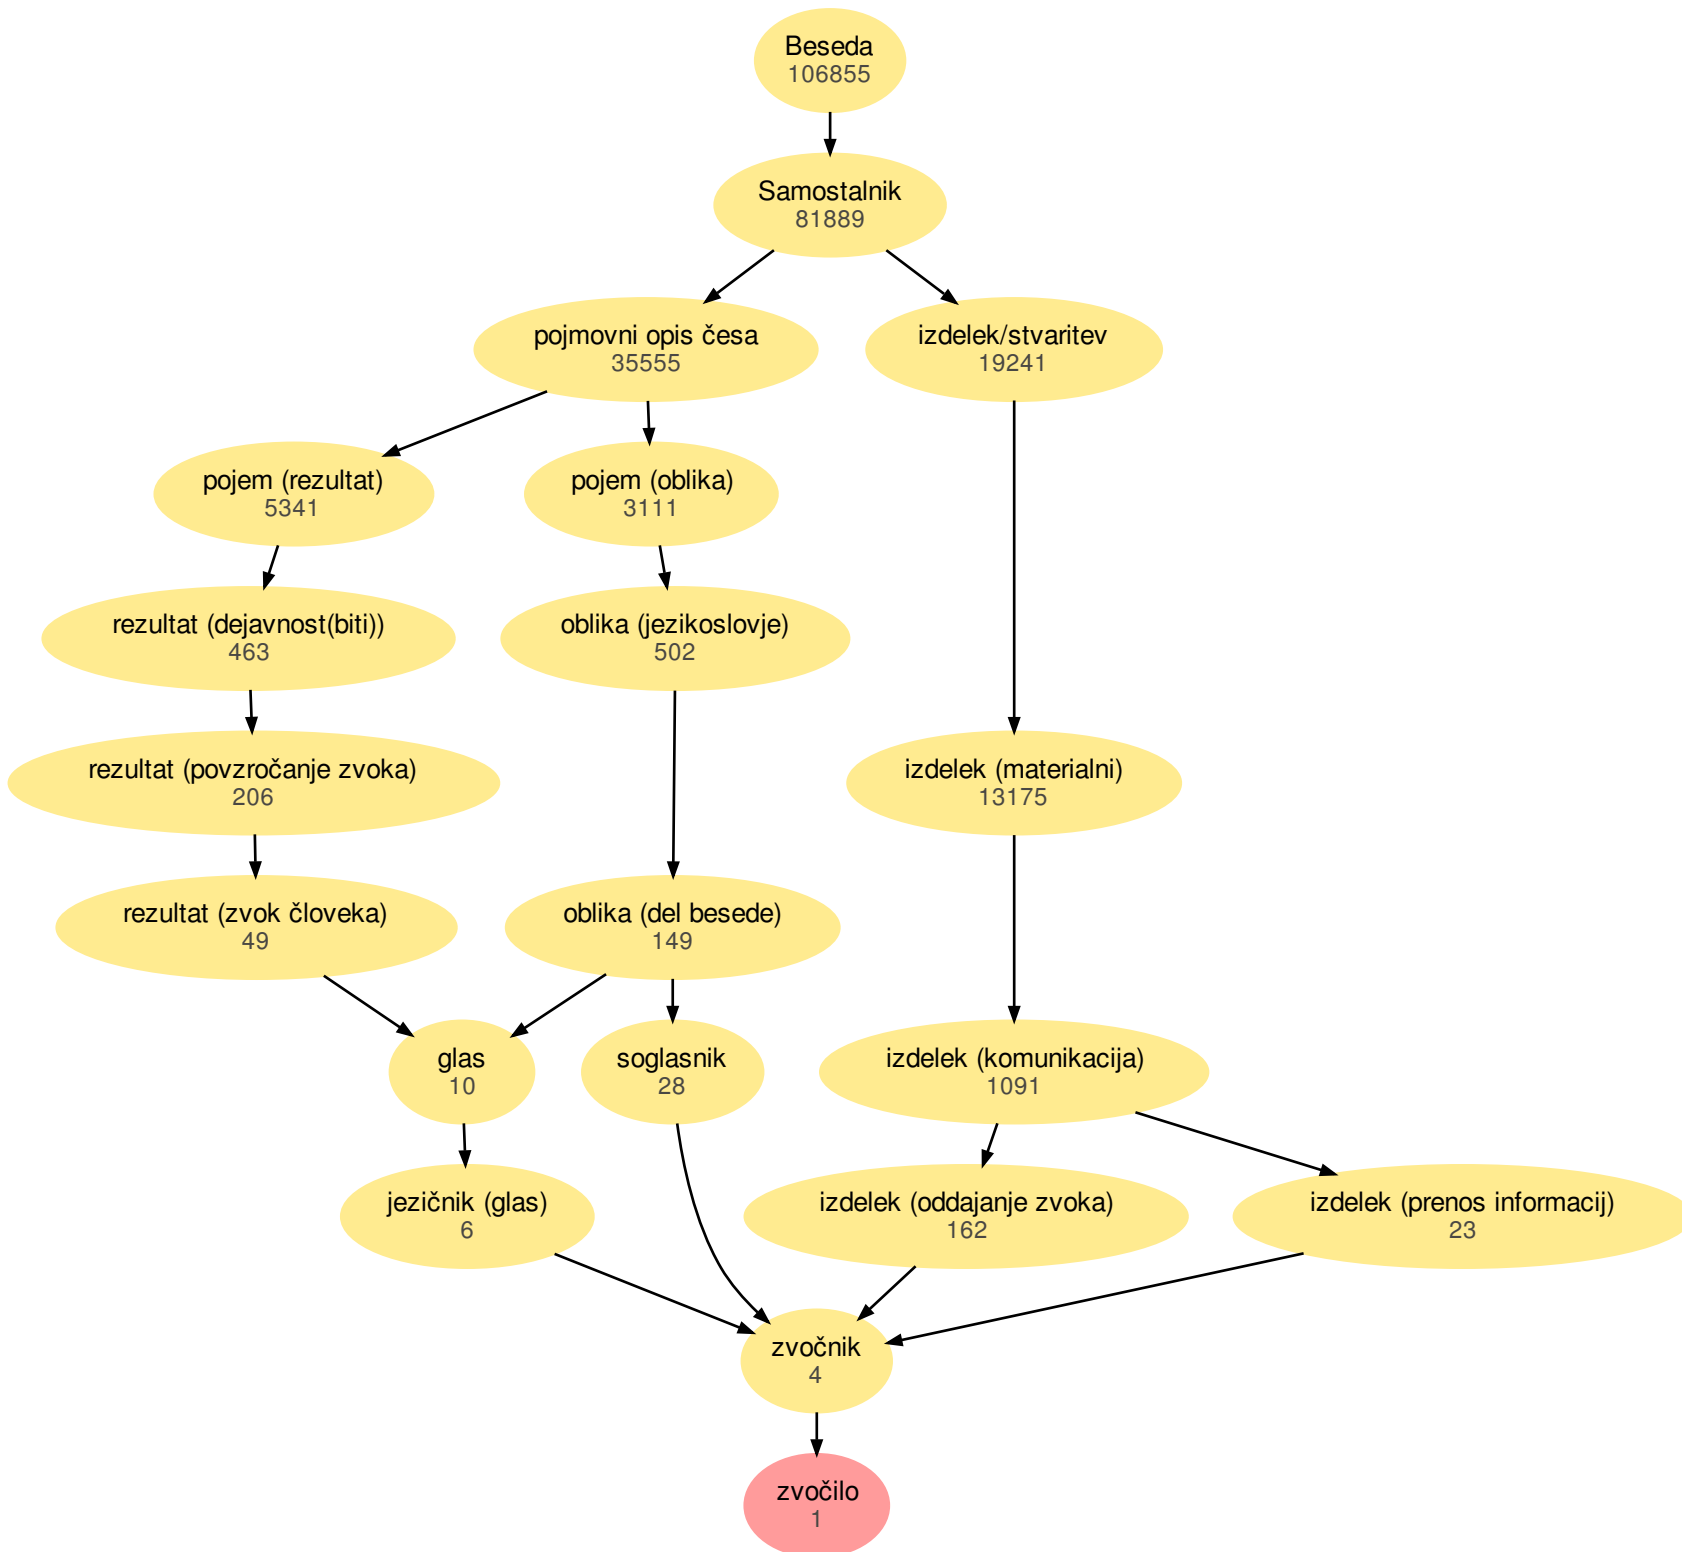 Beseda
106855
Samostalnik
81889
pojmovni opis česa
35555
izdelek/stvaritev
19241
pojem (rezultat)
5341
pojem (oblika)
3111
rezultat (dejavnost(biti))
463
oblika (jezikoslovje)
502
rezultat (povzročanje zvoka)
206
izdelek (materialni)
13175
rezultat (zvok človeka)
49
oblika (del besede)
149
glas
10
soglasnik
28
izdelek (komunikacija)
1091
jezičnik (glas)
6
izdelek (oddajanje zvoka)
162
izdelek (prenos informacij)
23
zvočnik
4
zvočilo
1